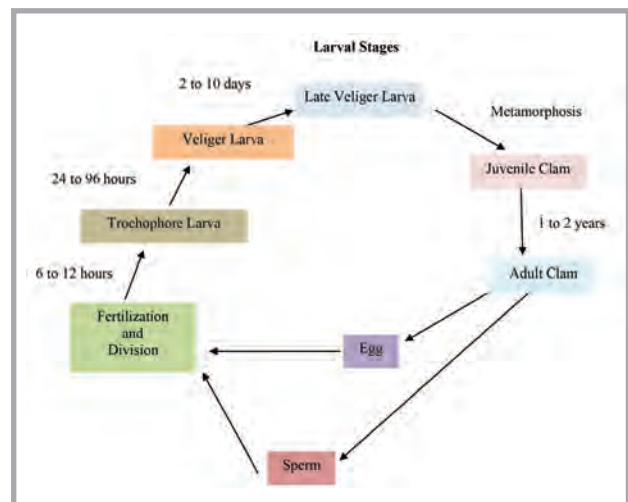 Larval Stages
2 to 10 days
Late Veliger Larva
Metamorphosis
Veliger Larva
Juvenile Clam
24 to 96 hours
Trochophore Larva
1 to 2 years
6 to 12 hours
Adult Clam
Fertilization
and
Division
Egg
Sperm